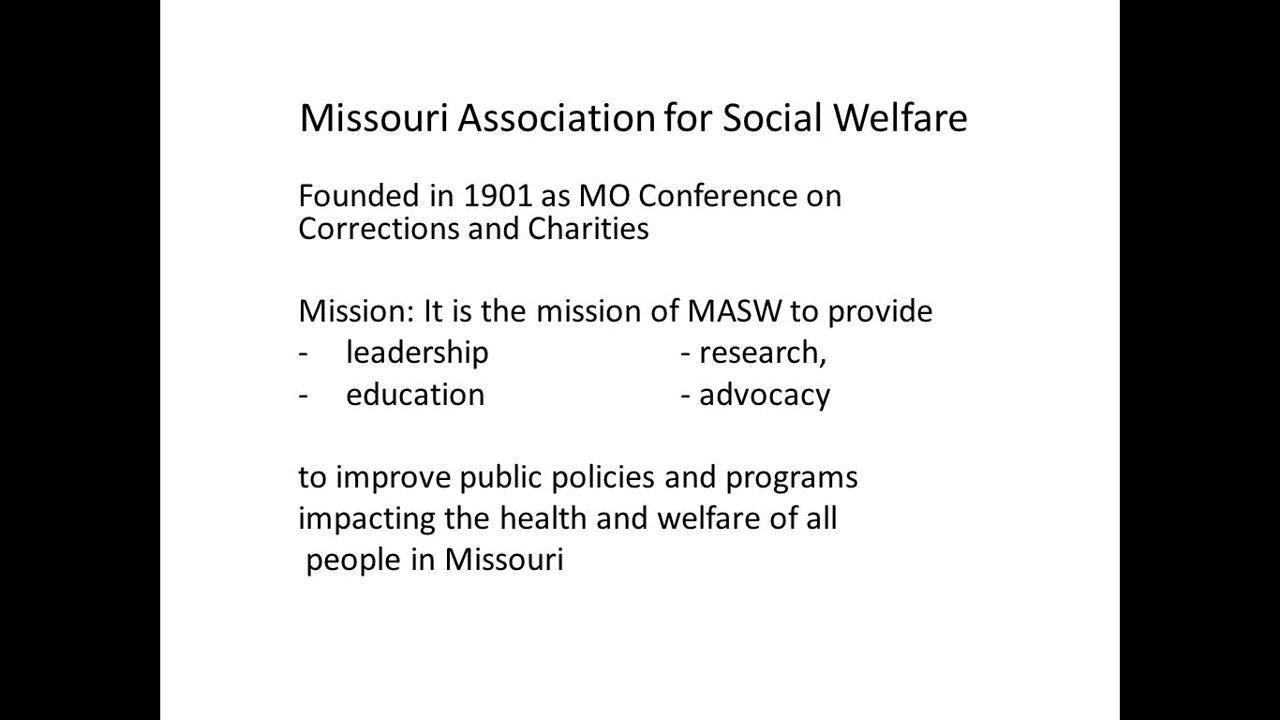 Missouri Association for Social Welfare
Founded in 1901 as MO Conference on
Corrections and Charities
Mission: It is the mission of MASW to provide
- leadership - research,
- education - advocacy
to improve public policies and programs
impacting the health and welfare of all
people in Missouri